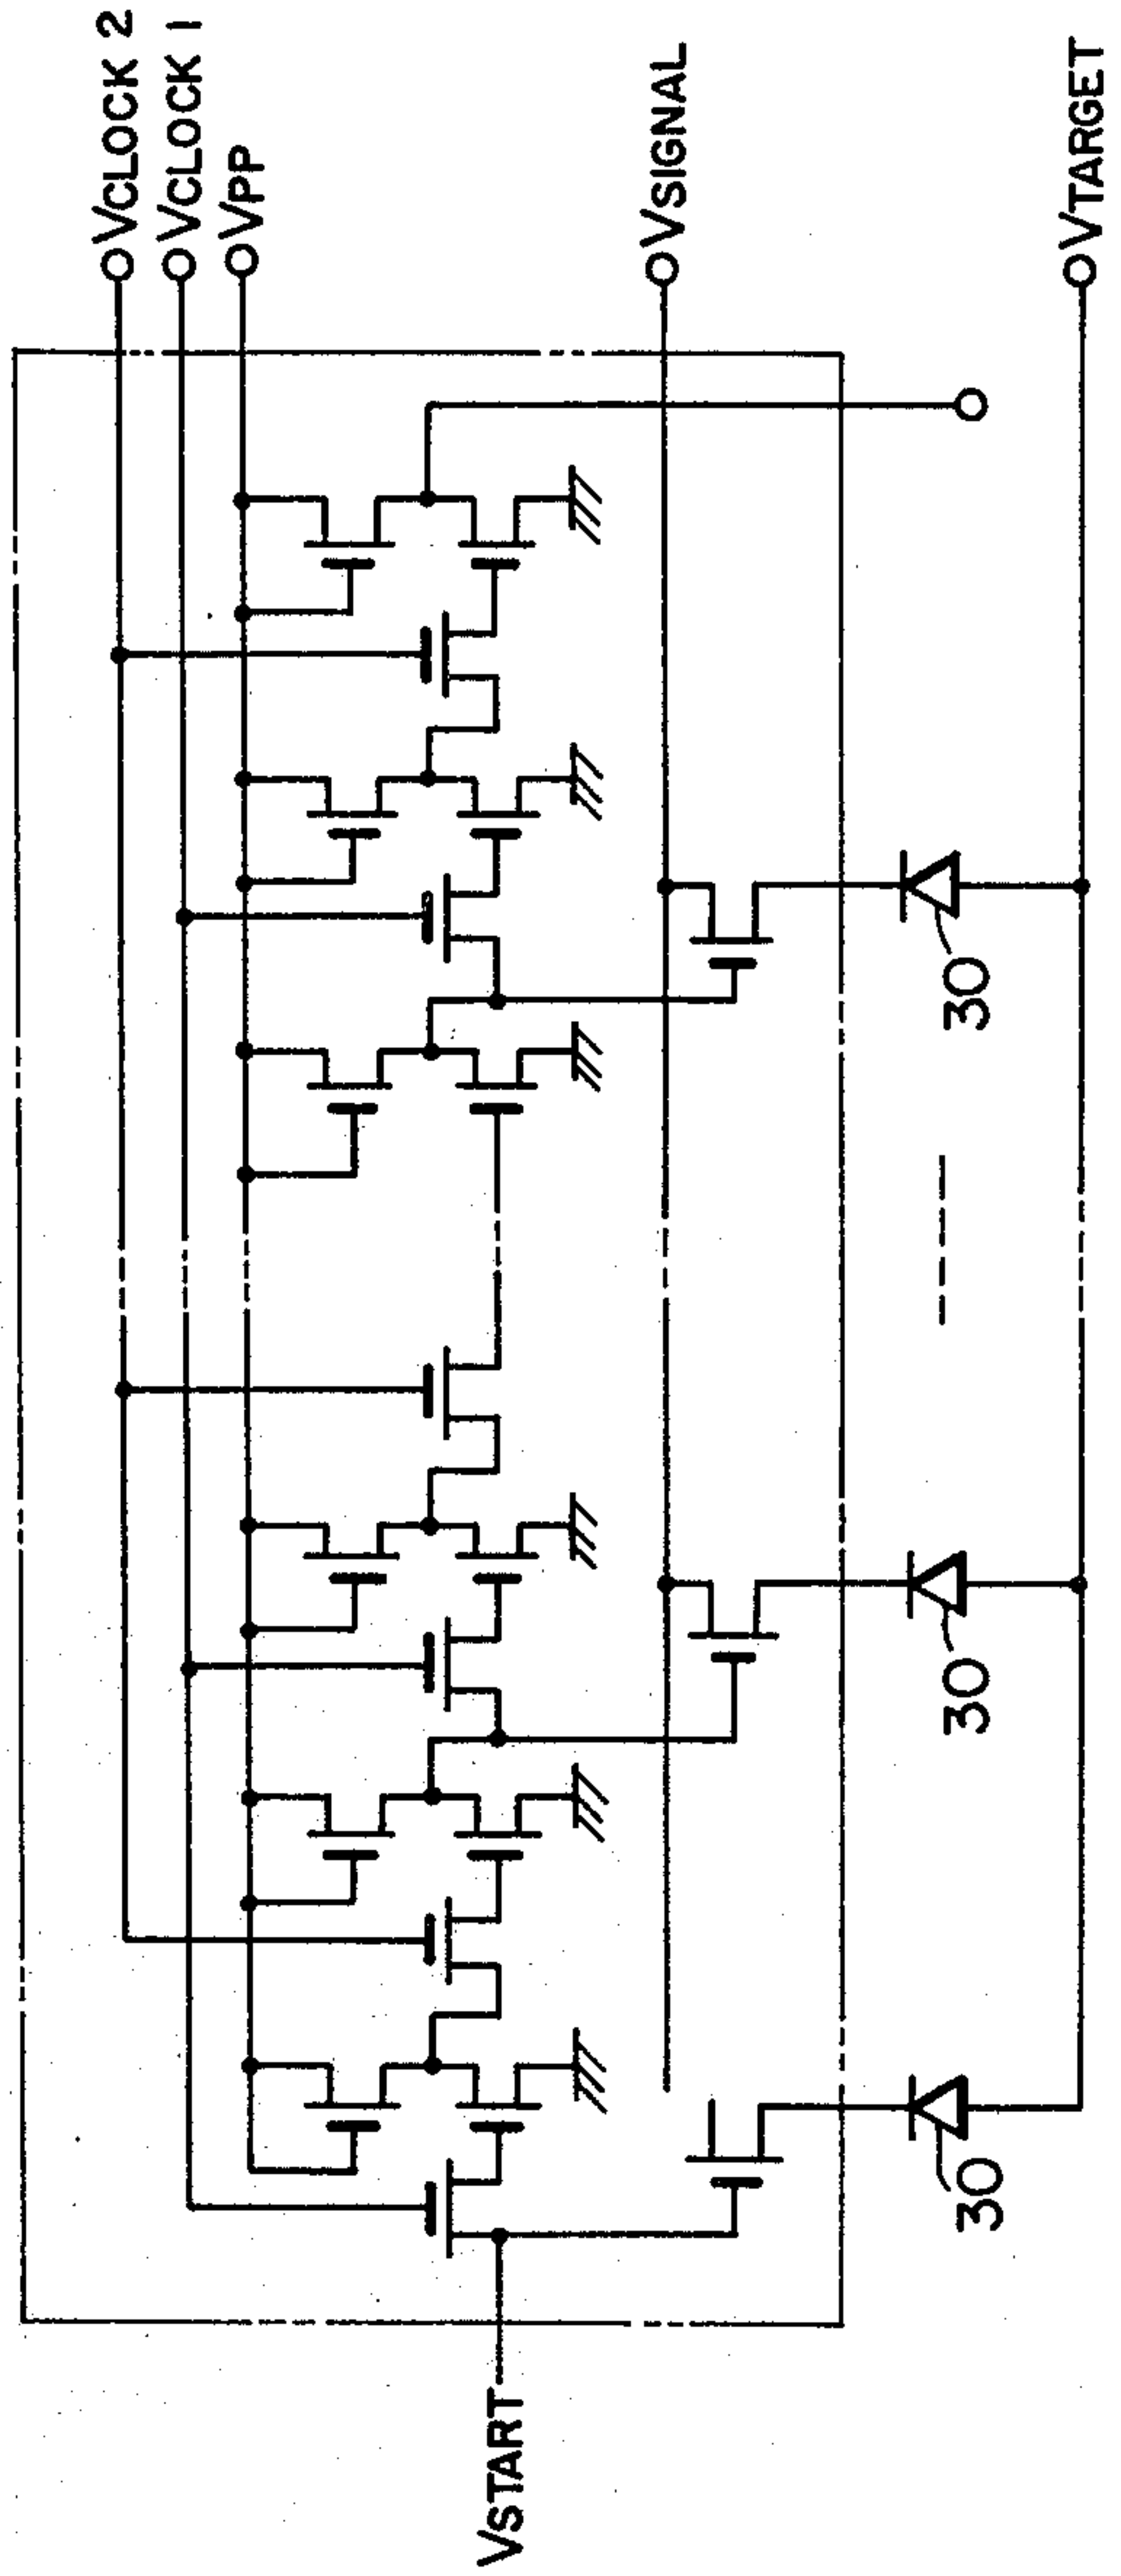 VCLOCK 2
VCLOCK 1
VPP
VSIGNAL
VTARGET
30
30
30
VSTART